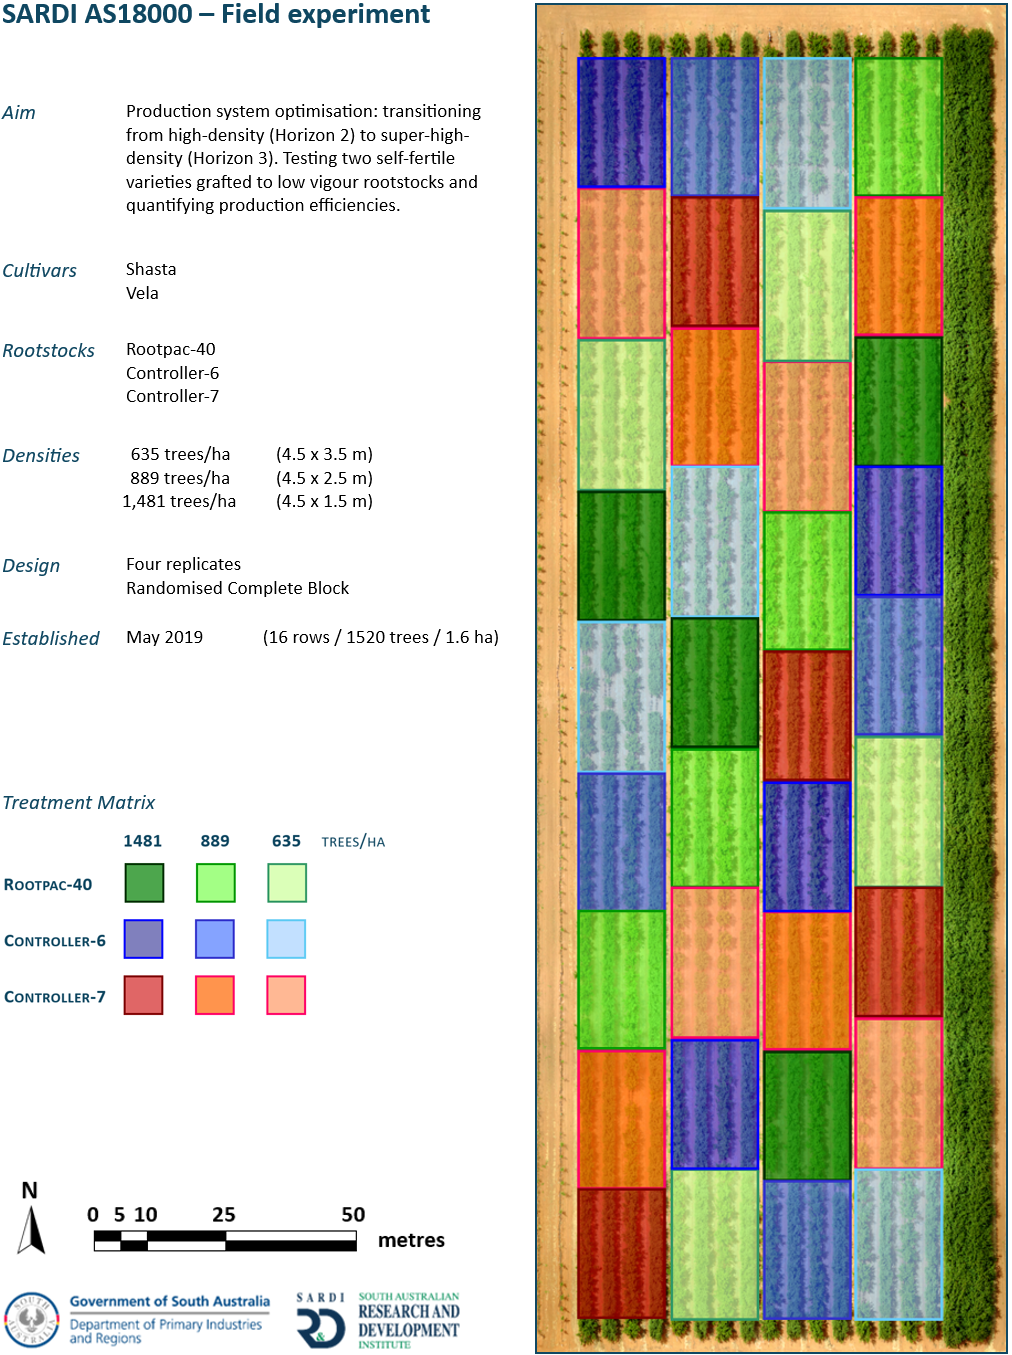 SARDI AS18000 – Field experiment
Aim
Production system optimisation: transitioning
from high-density (Horizon 2) to super-high-
density (Horizon 3). Testing two self-fertile
varieties grafted to low vigour rootstocks and
quantifying production efficiencies.
Cultivars
Shasta
Vela
Rootstocks
Rootpac-40
Controller-6
Controller-7
Densities
635 trees/ha (4.5 x 3.5 m)
889 trees/ha (4.5 x 2.5 m)
1,481 trees/ha (4.5 x 1.5 m)
Design
Four replicates
Randomised Complete Block
Established
May 2019 (16 rows / 1520 trees / 1.6 ha)
Treatment Matrix
1481 889 635 TREES/HA
ROOTPAC-40
CONTROLLER-6
CONTROLLER-7
N
0 5 10 25 50
metres
SOUTH AUSTRALIA
Government of South Australia
Department of Primary Industries
and Regions
SARDI
RD&
SOUTH AUSTRALIAN
RESEARCH AND
DEVELOPMENT
INSTITUTE